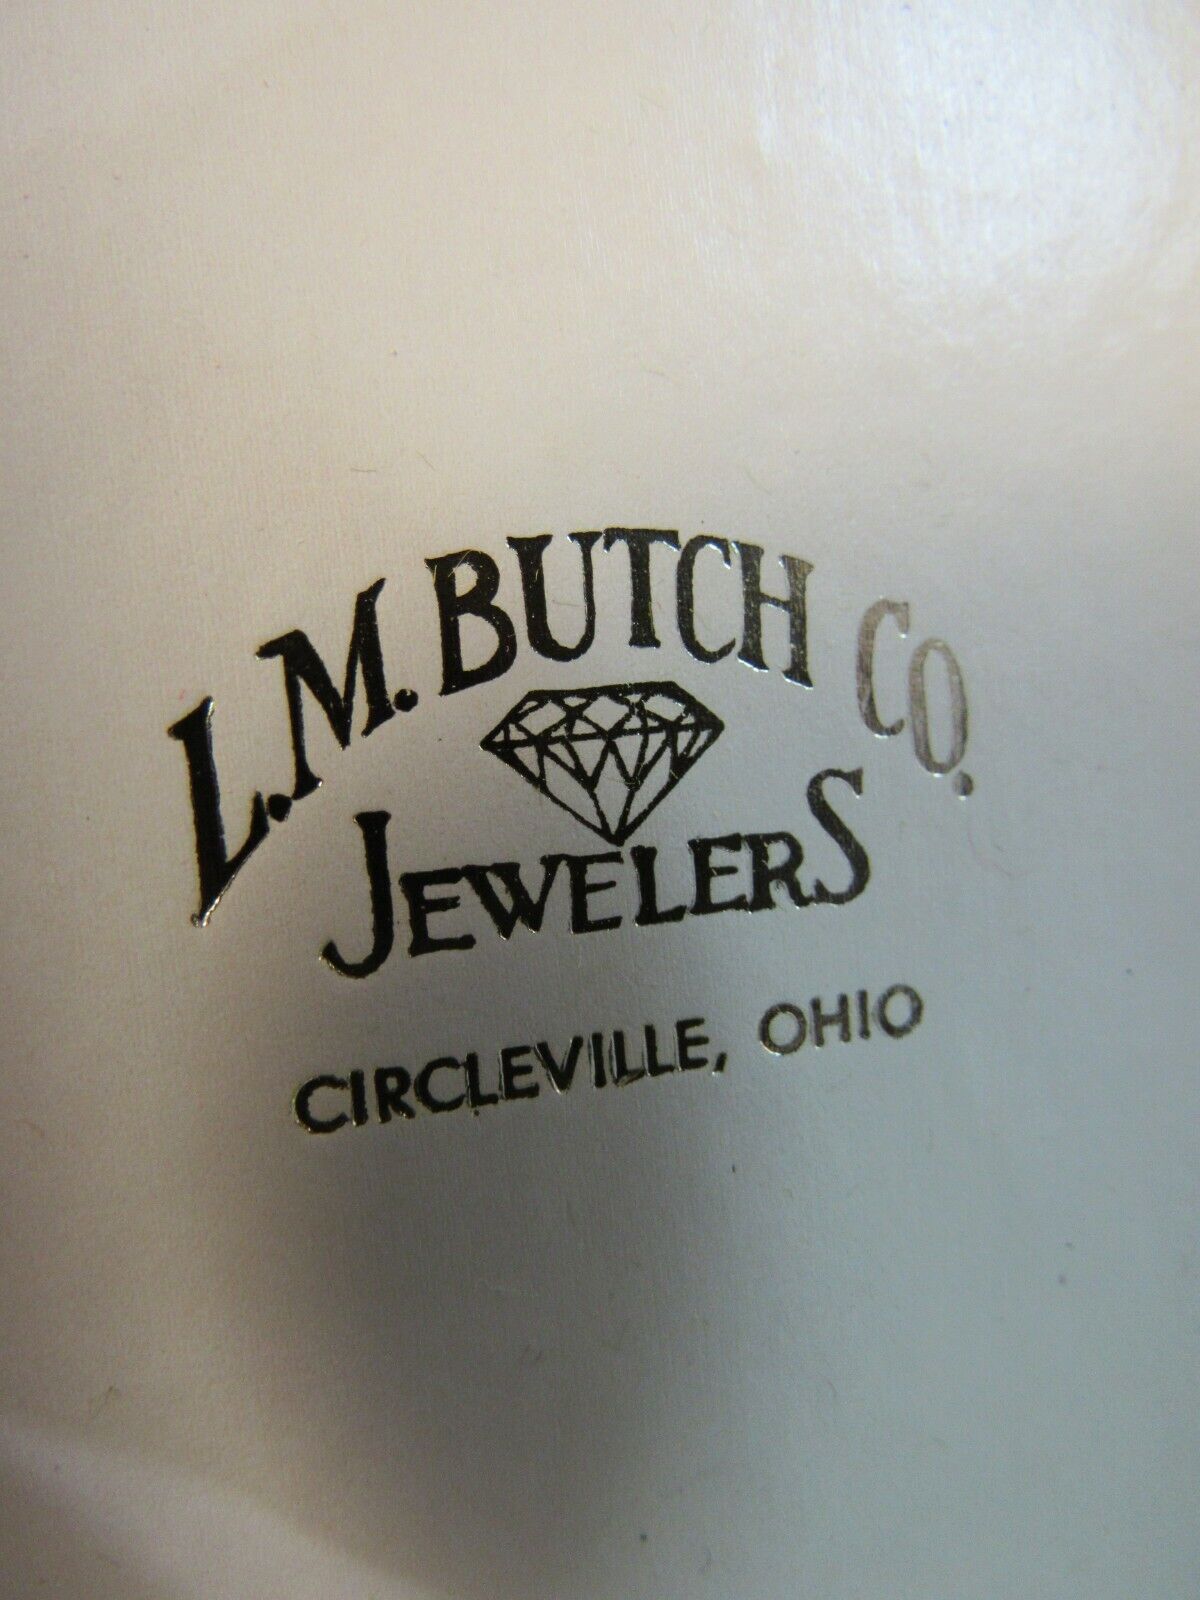 L.M. BUTCH CO.
JEWELERS
CIRCLEVILLE, OHIO